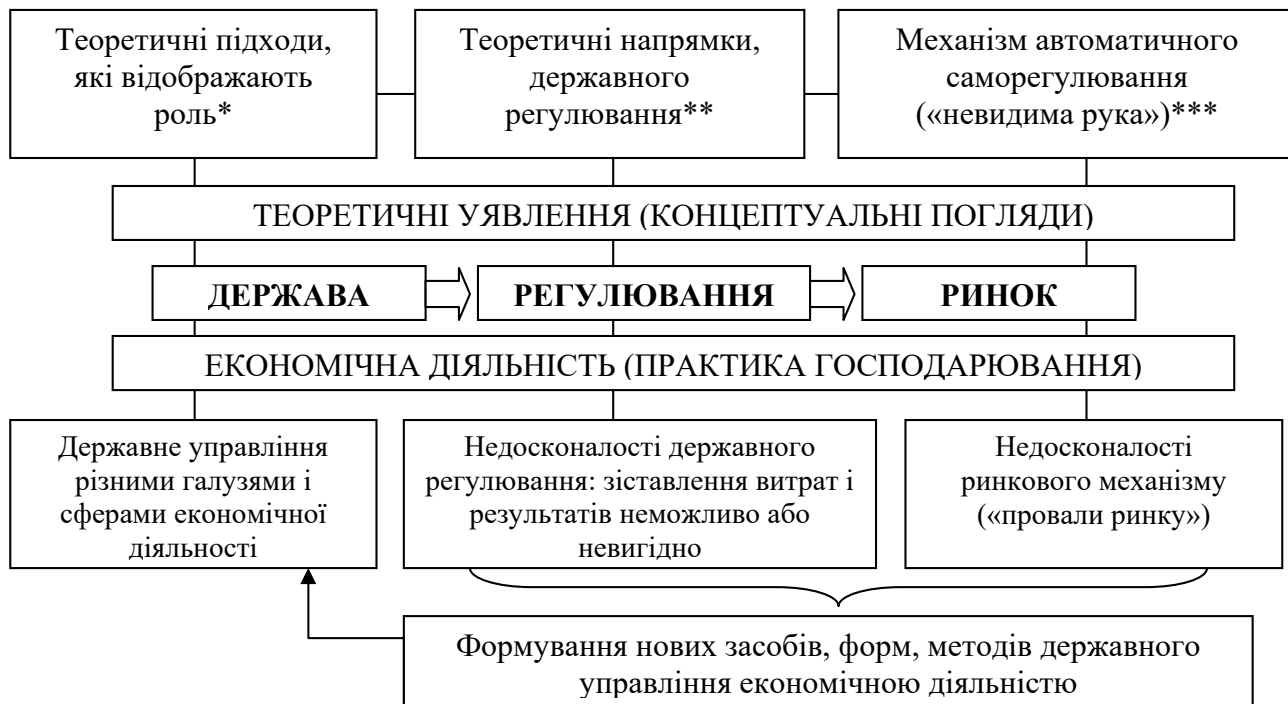 Теоретичні підходи,
які відображають
роль*
Теоретичні напрямки,
державного
регулювання**
Механізм автоматичного
саморегулювання
(«невидима рука»)***
ТЕОРЕТИЧНІ УЯВЛЕННЯ (КОНЦЕПТУАЛЬНІ ПОГЛЯДИ)
ДЕРЖАВА
РЕГУЛЮВАННЯ
РИНОК
ЕКОНОМІЧНА ДІЯЛЬНІСТЬ (ПРАКТИКА ГОСПОДАРЮВАННЯ)
Державне управління
різними галузями і
сферами економічної
діяльності
Недосконалості державного
регулювання: зіставлення витрат і
результатів неможливо або
невигідно
Недосконалості
ринкового механізму
(«провали ринку»)
Формування нових засобів, форм, методів державного
управління економічною діяльністю